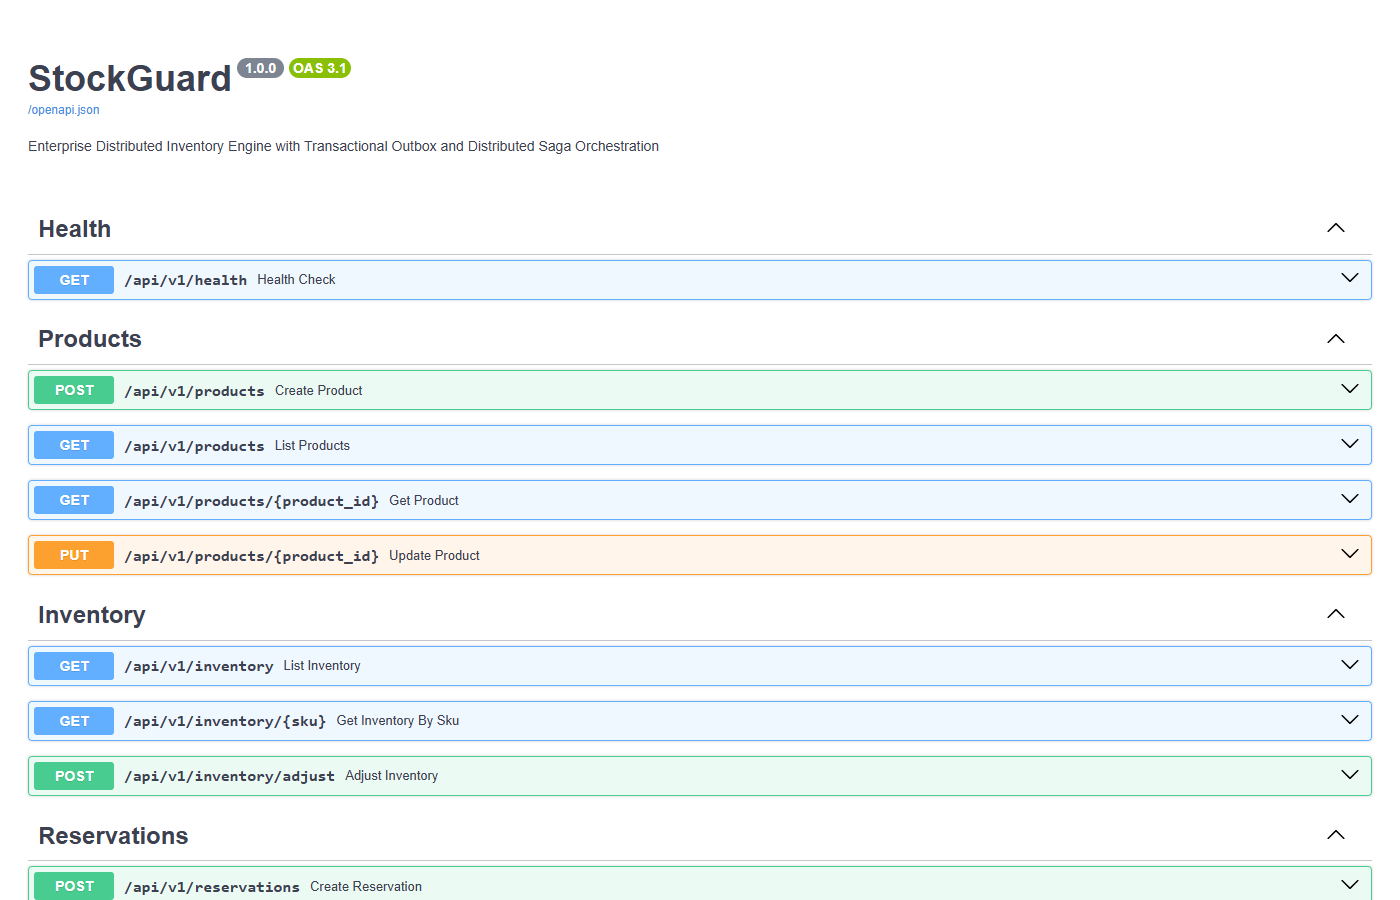 StockGuard 1.0.0 OAS 3.1
/openapi.json
Enterprise Distributed Inventory Engine with Transactional Outbox and Distributed Saga Orchestration
Health
GET /api/v1/health Health Check
Products
POST /api/v1/products Create Product
GET /api/v1/products List Products
GET /api/v1/products/{product_id} Get Product
PUT /api/v1/products/{product_id} Update Product
Inventory
GET /api/v1/inventory List Inventory
GET /api/v1/inventory/{sku} Get Inventory By Sku
POST /api/v1/inventory/adjust Adjust Inventory
Reservations
POST /api/v1/reservations Create Reservation